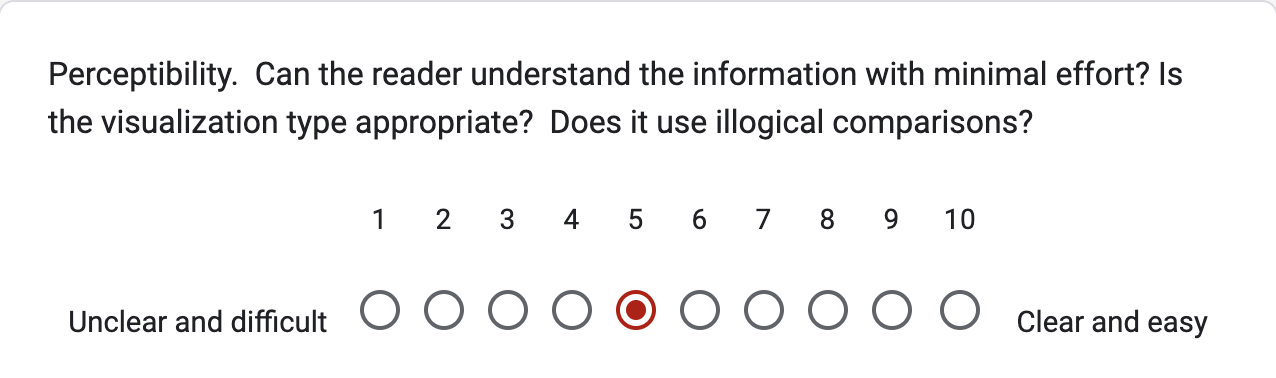 Perceptibility.  Can the reader understand the information with minimal effort? Is
the visualization type appropriate?  Does it use illogical comparisons?
1 2 3 4 5 6 7 8 9 10
Unclear and difficult
Clear and easy